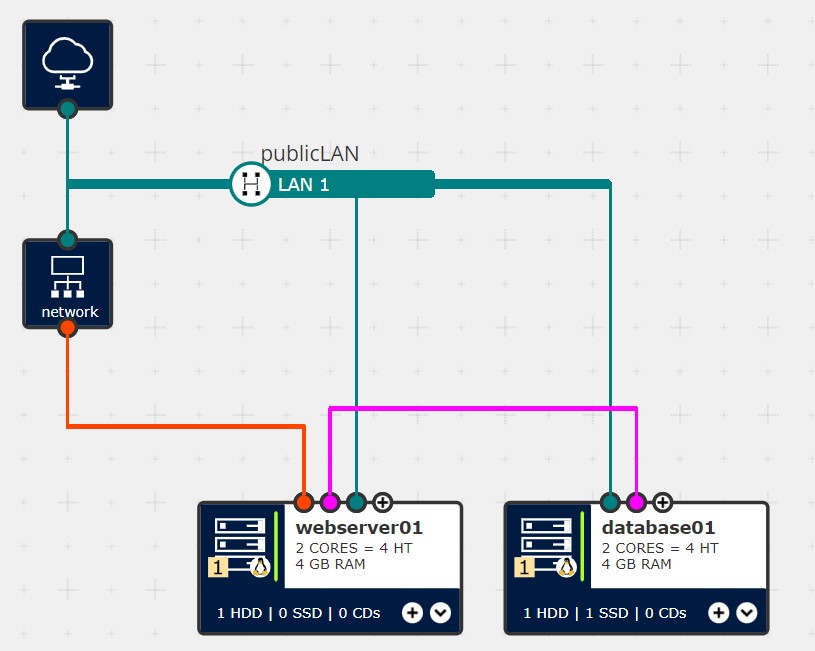 publicLAN
LAN 1
network
webserver01
2 CORES = 4 HT
4 GB RAM
1
1 HDD | 0 SSD | 0 CDs
database01
2 CORES = 4 HT
4 GB RAM
1
1 HDD | 1 SSD | 0 CDs